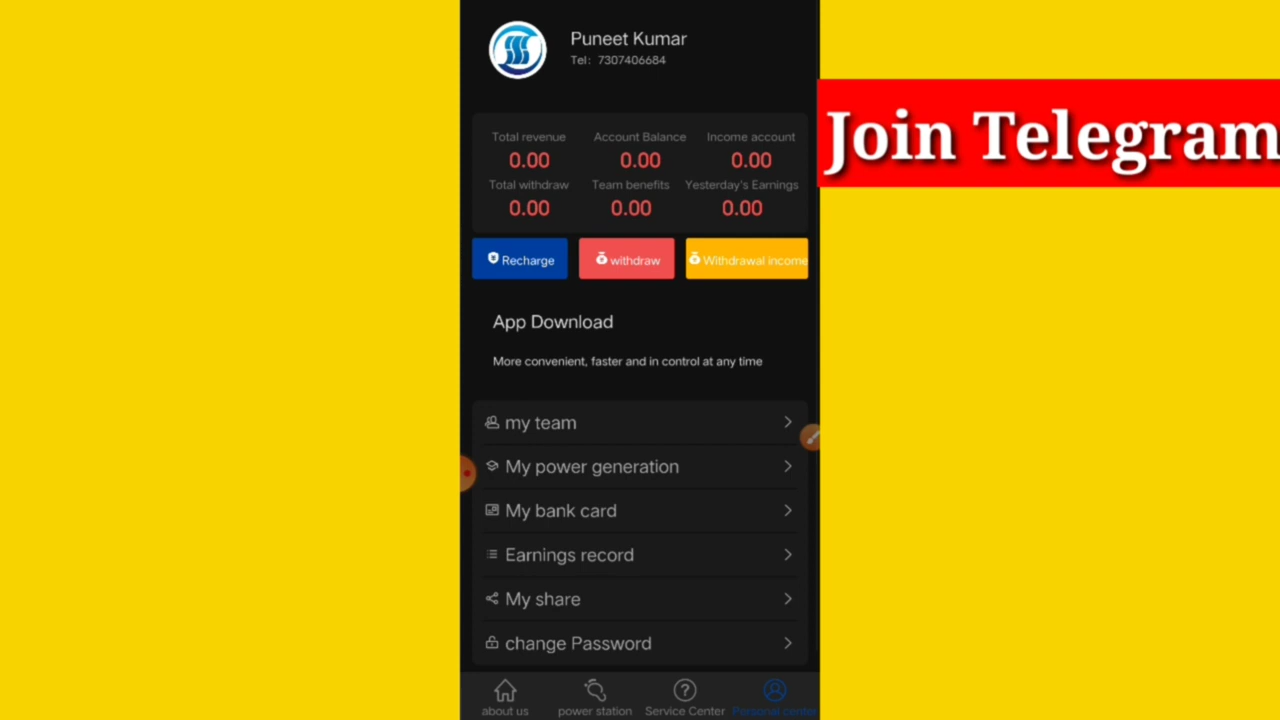 Puneet Kumar
Tel: 7307406684
Join Telegram
Total revenue Account Balance Income account
0.00 0.00 0.00
Total withdraw Team benefits Yesterday's Earnings
0.00 0.00 0.00
Recharge withdraw Withdrawal income
App Download
More convenient, faster and in control at any time
my team
My power generation
My bank card
Earnings record
My share
change Password
about us power station Service Center Personal center